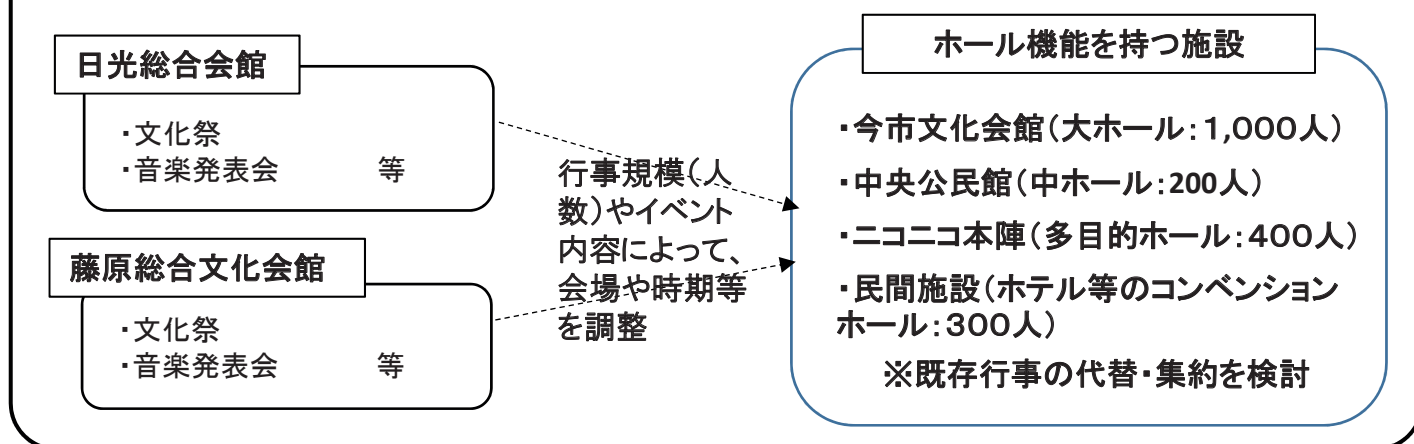 日光総合会館
・文化祭
・音楽発表会　　　等
藤原総合文化会館
・文化祭
・音楽発表会　　　等
行事規模（人
数）やイベント
内容によって、
会場や時期等
を調整
ホール機能を持つ施設
・今市文化会館（大ホール：１,０００人）
・中央公民館（中ホール：200人）
・ニコニコ本陣（多目的ホール：４００人）
・民間施設（ホテル等のコンベンション
ホール：３００人）
※既存行事の代替・集約を検討